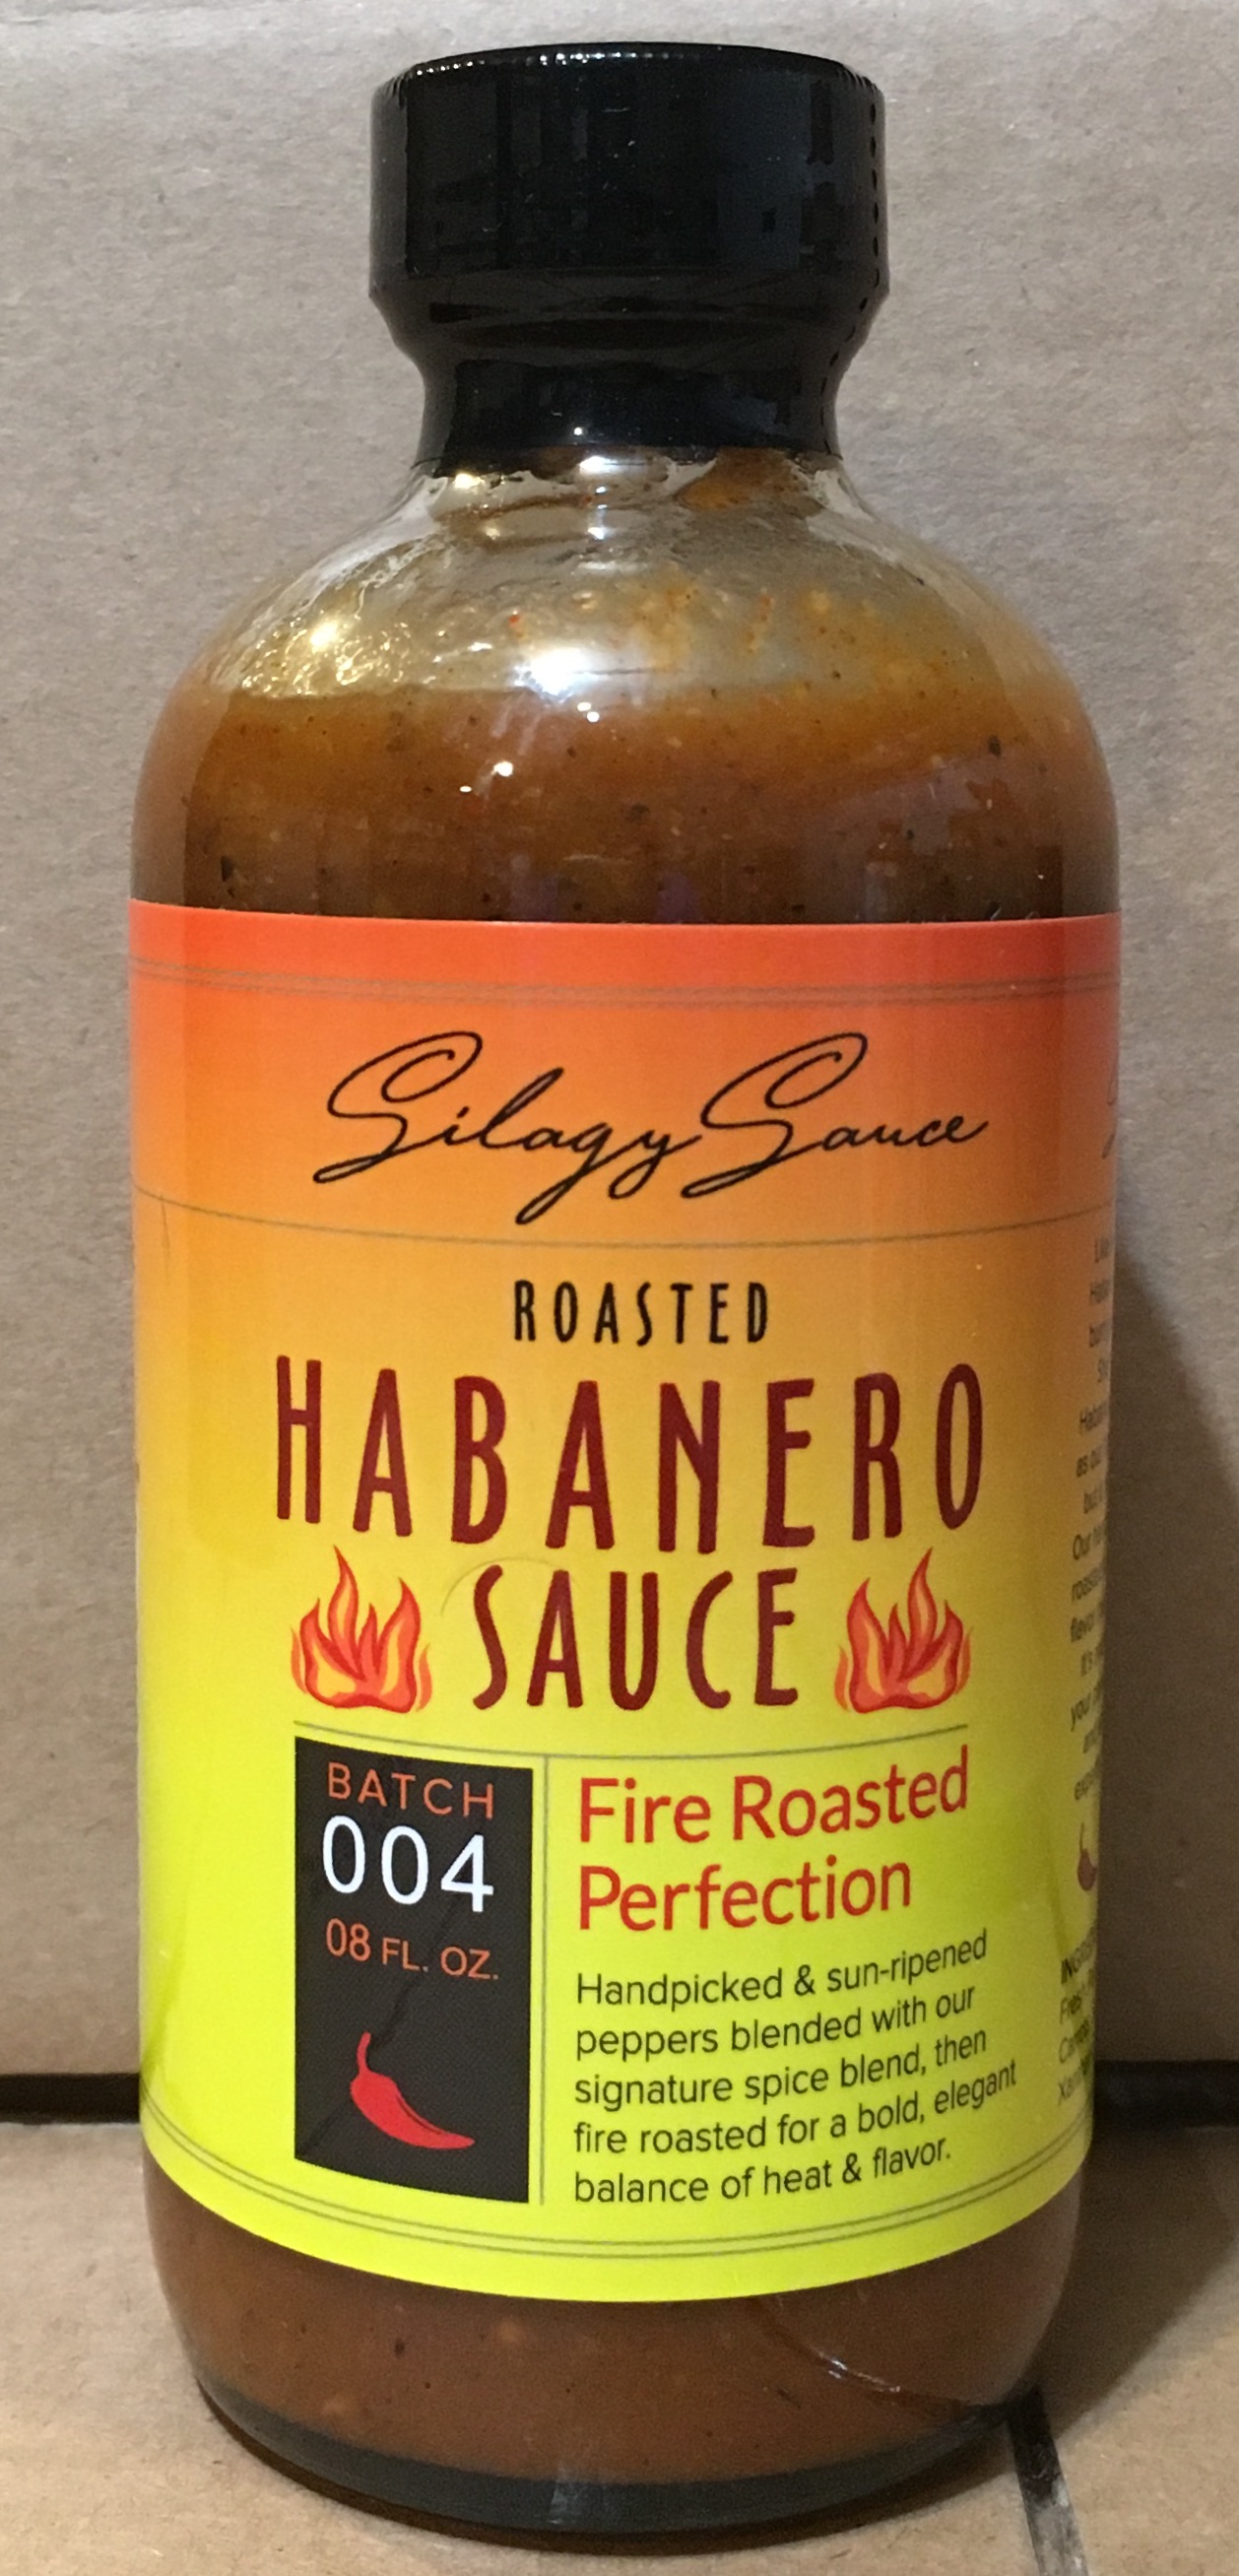 Silagy Sauce
ROASTED
HABANERO
SAUCE
BATCH
004
08 FL. OZ.
Fire Roasted
Perfection
Handpicked & sun-ripened
peppers blended with our
signature spice blend, then
fire roasted for a bold, elegant
balance of heat & flavor.